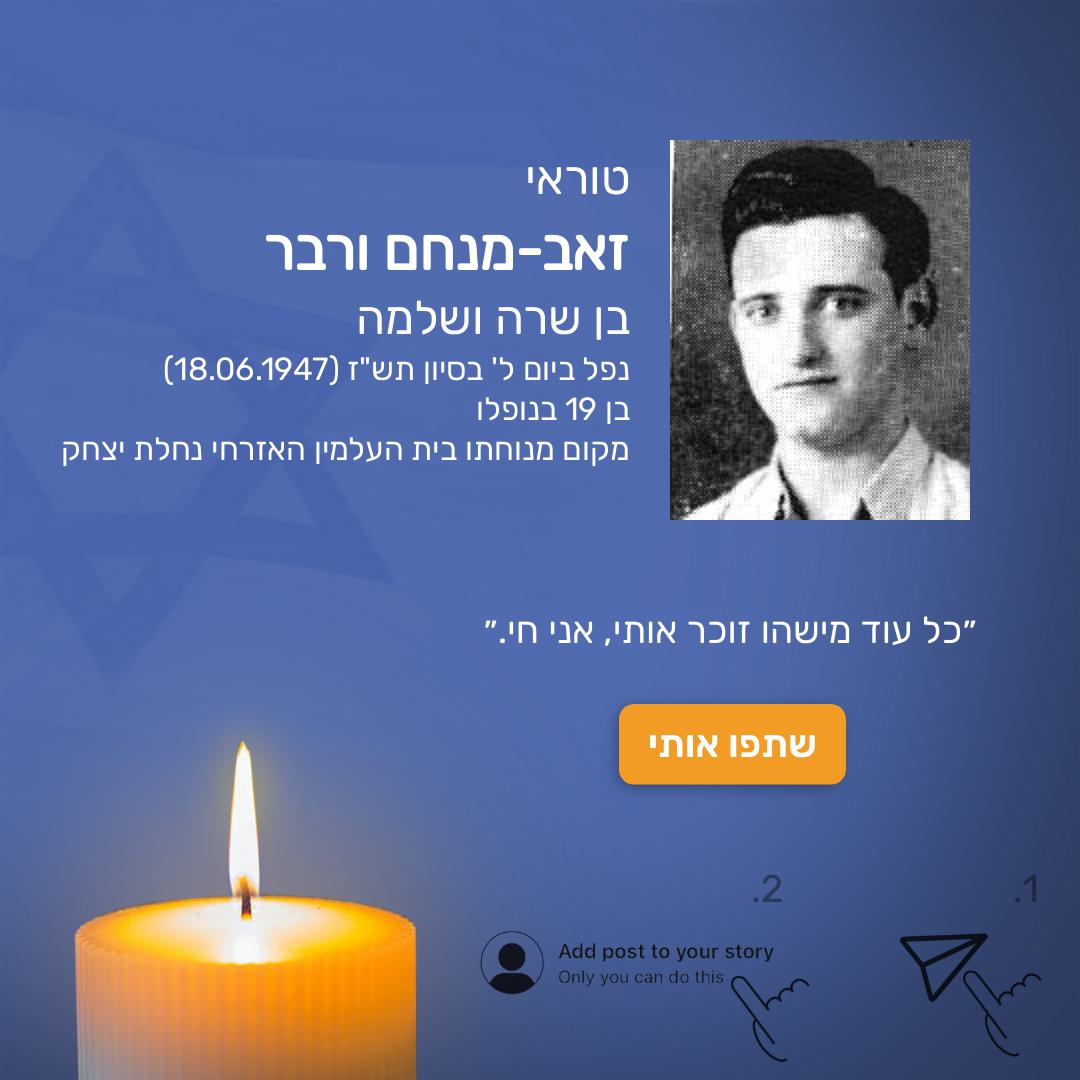 טוראי
זאב-מנחם ורבר
בן שרה ושלמה
נפל ביום ל' בסיון תש"ז (18.06.1947)
בן 19 בנופלו
מקום מנוחתו בית העלמין האזרחי נחלת יצחק
״כל עוד מישהו זוכר אותי, אני חי.״
שתפו אותי
.1
.2
Add post to your story
Only you can do this